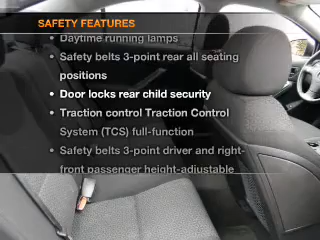 SAFETY FEATURES
• Daytime running lamps
• Safety belts 3-point rear all seating
positions
• Door locks rear child security
• Traction control Traction Control
System (TCS) full-function
• Safety belts 3-point driver and right-
front passenger height-adjustable